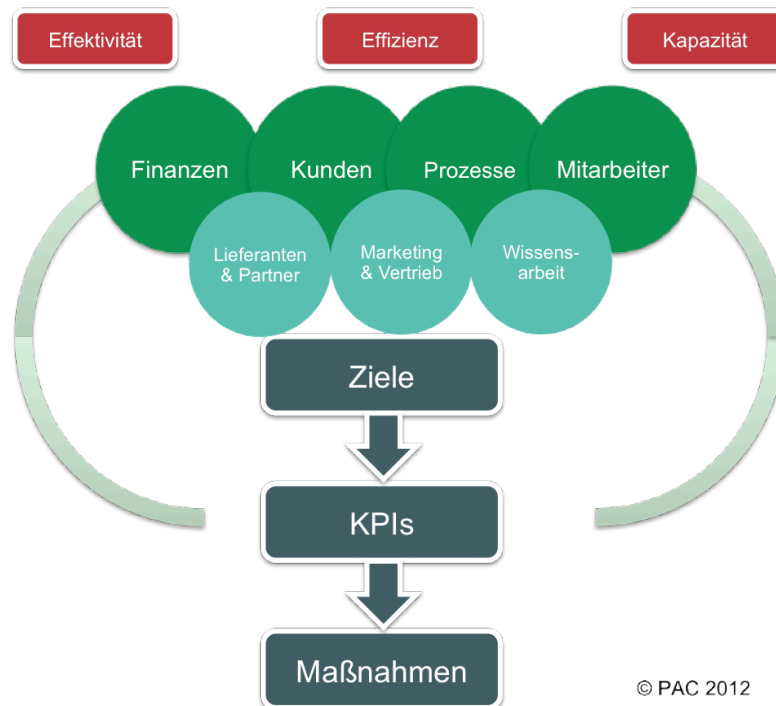 Effektivität
Effizienz
Kapazität
Finanzen
Kunden
Prozesse
Mitarbeiter
Lieferanten
& Partner
Marketing
& Vertrieb
Wissens-
arbeit
Ziele
KPIs
Maßnahmen
© PAC 2012